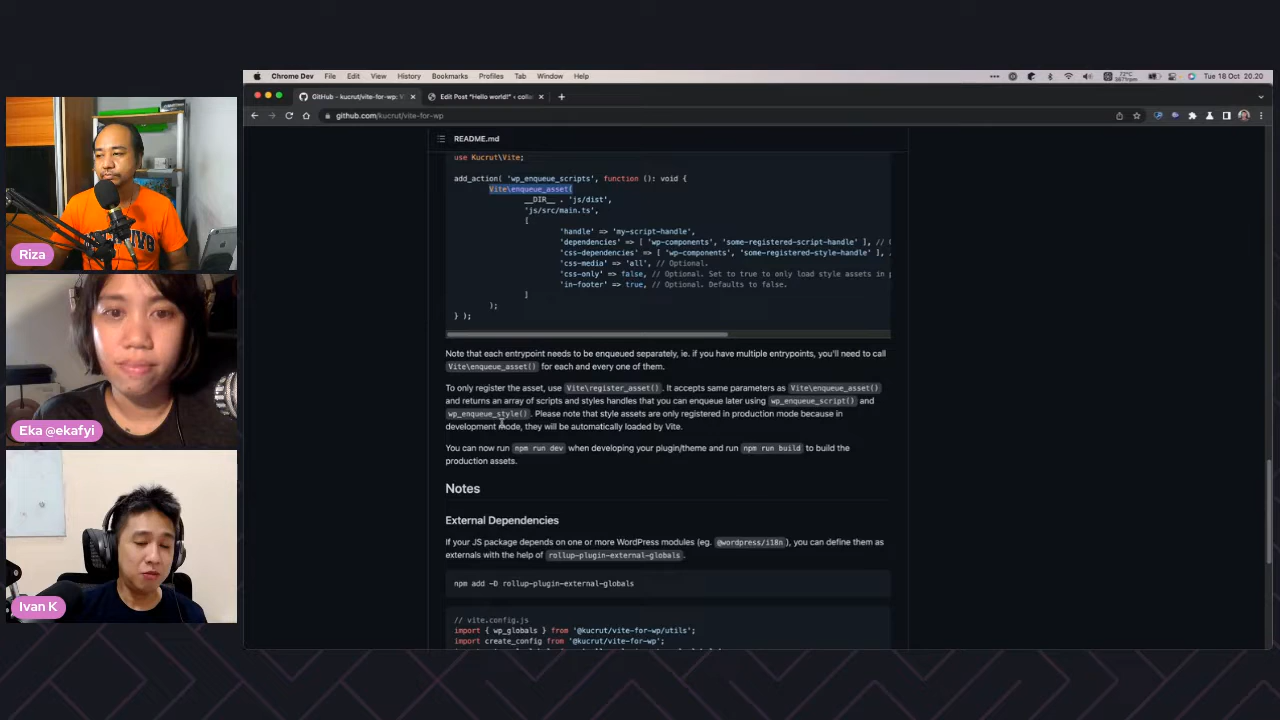 Chrome Dev File Edit View History Bookmarks Profiles Tab Window Help
Tue 18 Oct 20.20
GitHub - kucrut/vite-for-wp: V
Edit Post "Hello world!" ‹ colla
github.com/kucrut/vite-for-wp
README.md
use Kucrut\Vite;
add_action( 'wp_enqueue_scripts', function (): void {
Vite\enqueue_asset(
__DIR__ . 'js/dist',
'js/src/main.ts',
[
'handle' => 'my-script-handle',
'dependencies' => [ 'wp-components', 'some-registered-script-handle' ], //
'css-dependencies' => [ 'wp-components', 'some-registered-style-handle' ],
'css-media' => 'all', // Optional.
'css-only' => false, // Optional. Set to true to only load style assets in p
'in-footer' => true, // Optional. Defaults to false.
]
);
} );
Note that each entrypoint needs to be enqueued separately, ie. if you have multiple entrypoints, you'll need to call
Vite\enqueue_asset() for each and every one of them.
To only register the asset, use Vite\register_asset(). It accepts same parameters as Vite\enqueue_asset()
and returns an array of scripts and styles handles that you can enqueue later using wp_enqueue_script() and
wp_enqueue_style(). Please note that style assets are only registered in production mode because in
development mode, they will be automatically loaded by Vite.
You can now run npm run dev when developing your plugin/theme and run npm run build to build the
production assets.
Notes
External Dependencies
If your JS package depends on one or more WordPress modules (eg. @wordpress/i18n), you can define them as
externals with the help of rollup-plugin-external-globals.
npm add -D rollup-plugin-external-globals
// vite.config.js
import { wp_globals } from '@kucrut/vite-for-wp/utils';
import create_config from '@kucrut/vite-for-wp';
Riza
Eka @ekafyi
Ivan K